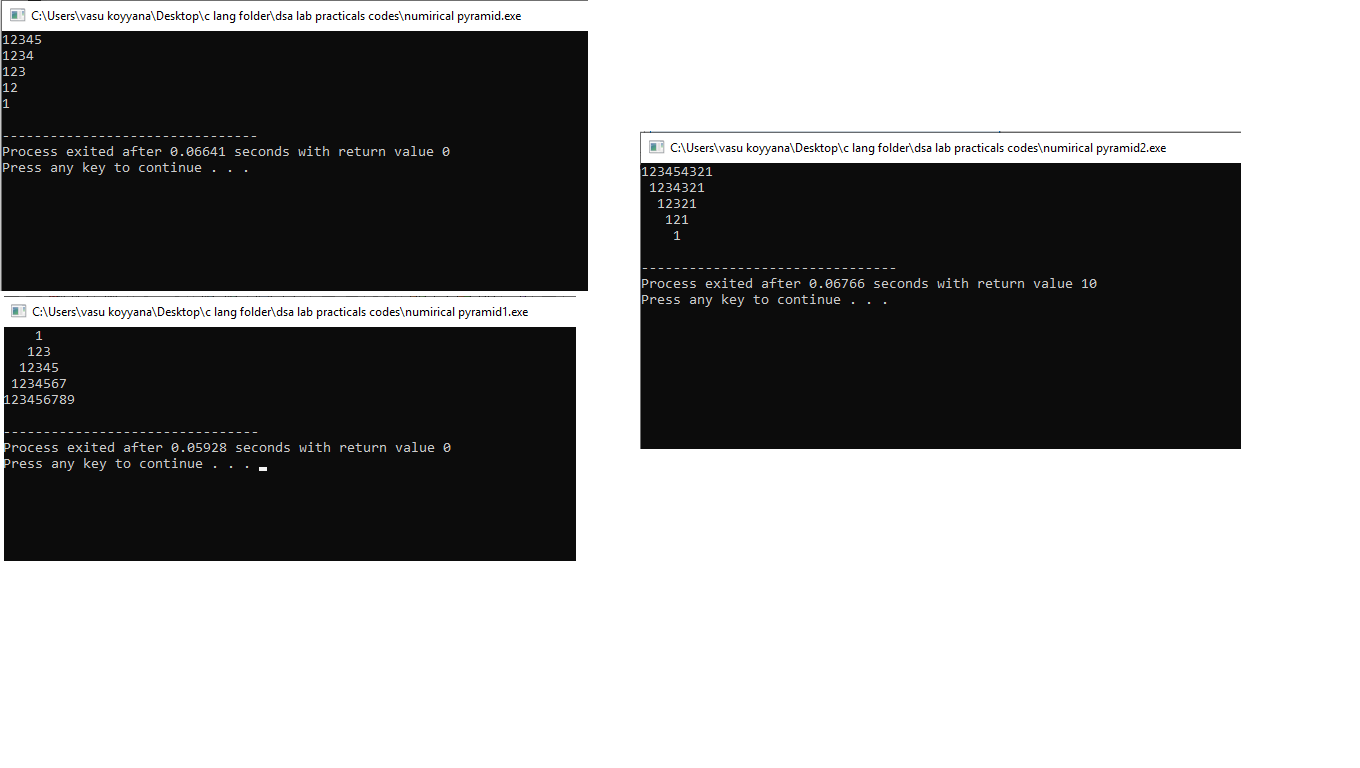 C:\Users\vasu koyyana\Desktop\c lang folder\dsa lab practicals codes\numirical pyramid.exe
12345
1234
123
12
1
--------------------------------
Process exited after 0.06641 seconds with return value 0
Press any key to continue . . .
C:\Users\vasu koyyana\Desktop\c lang folder\dsa lab practicals codes\numirical pyramid1.exe
    1
   123
  12345
 1234567
123456789
--------------------------------
Process exited after 0.05928 seconds with return value 0
Press any key to continue . . .
C:\Users\vasu koyyana\Desktop\c lang folder\dsa lab practicals codes\numirical pyramid2.exe
123454321
 1234321
  12321
   121
    1
--------------------------------
Process exited after 0.06766 seconds with return value 10
Press any key to continue . . .